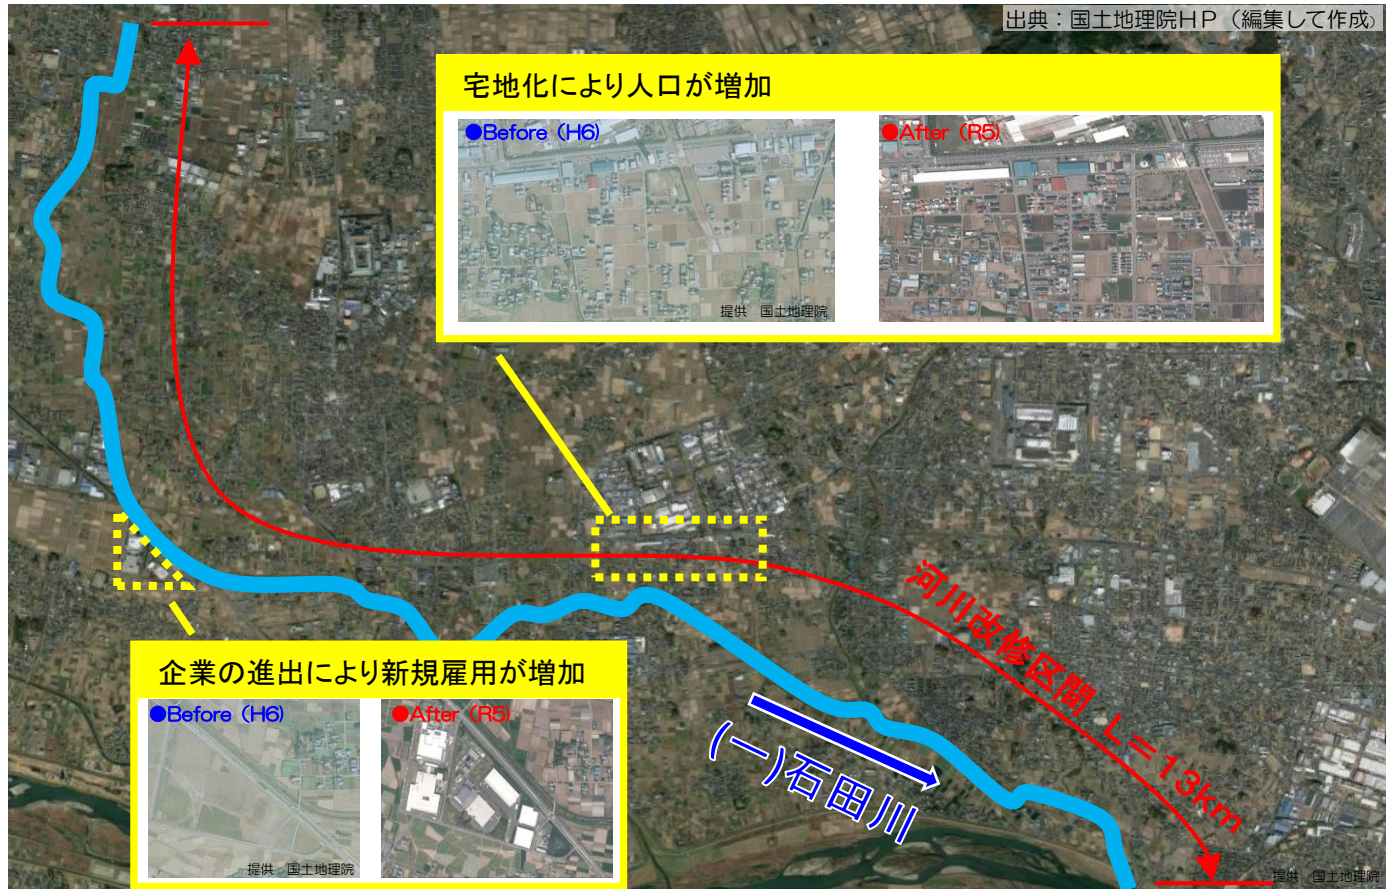 出典：国土地理院HP（編集して作成）
宅地化により人口が増加
●Before (H6)
●After (R5)
提供　国土地理院
河川改修区間 L=13km
企業の進出により新規雇用が増加
●Before (H6)
●After (R5)
提供　国土地理院
(一)石田川
提供　国土地理院